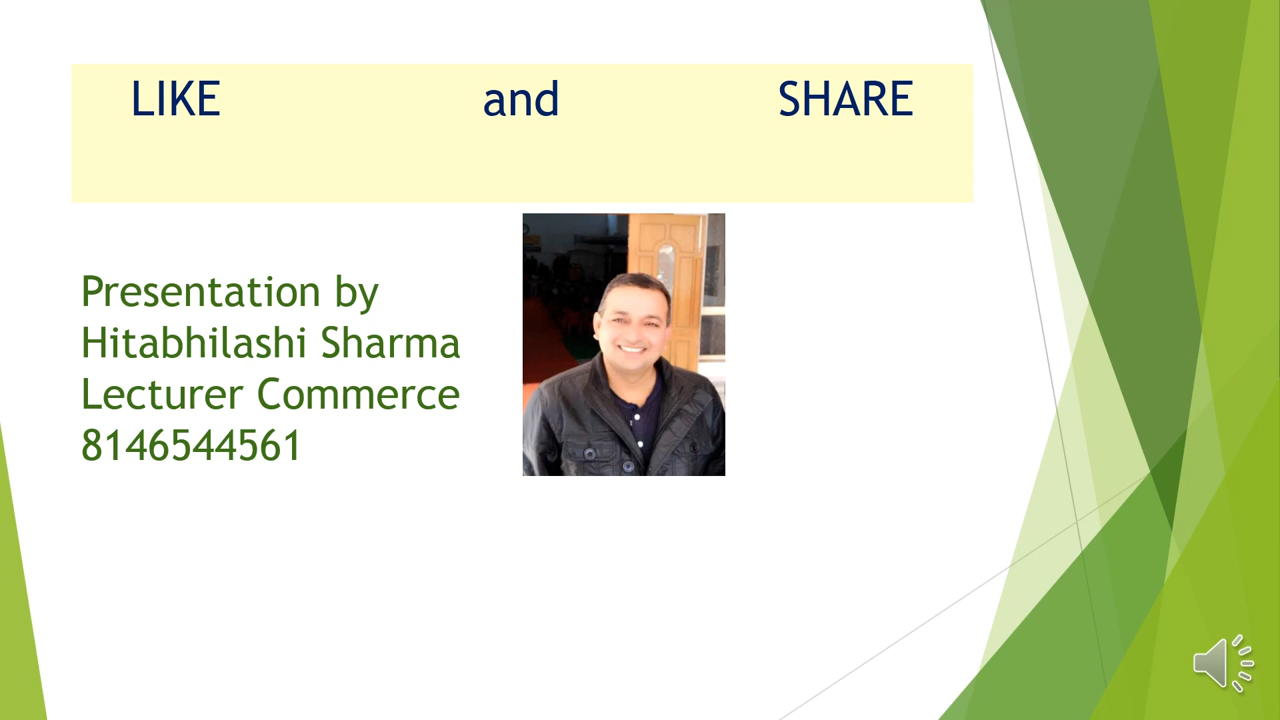 LIKE and SHARE
Presentation by
Hitabhilashi Sharma
Lecturer Commerce
8146544561